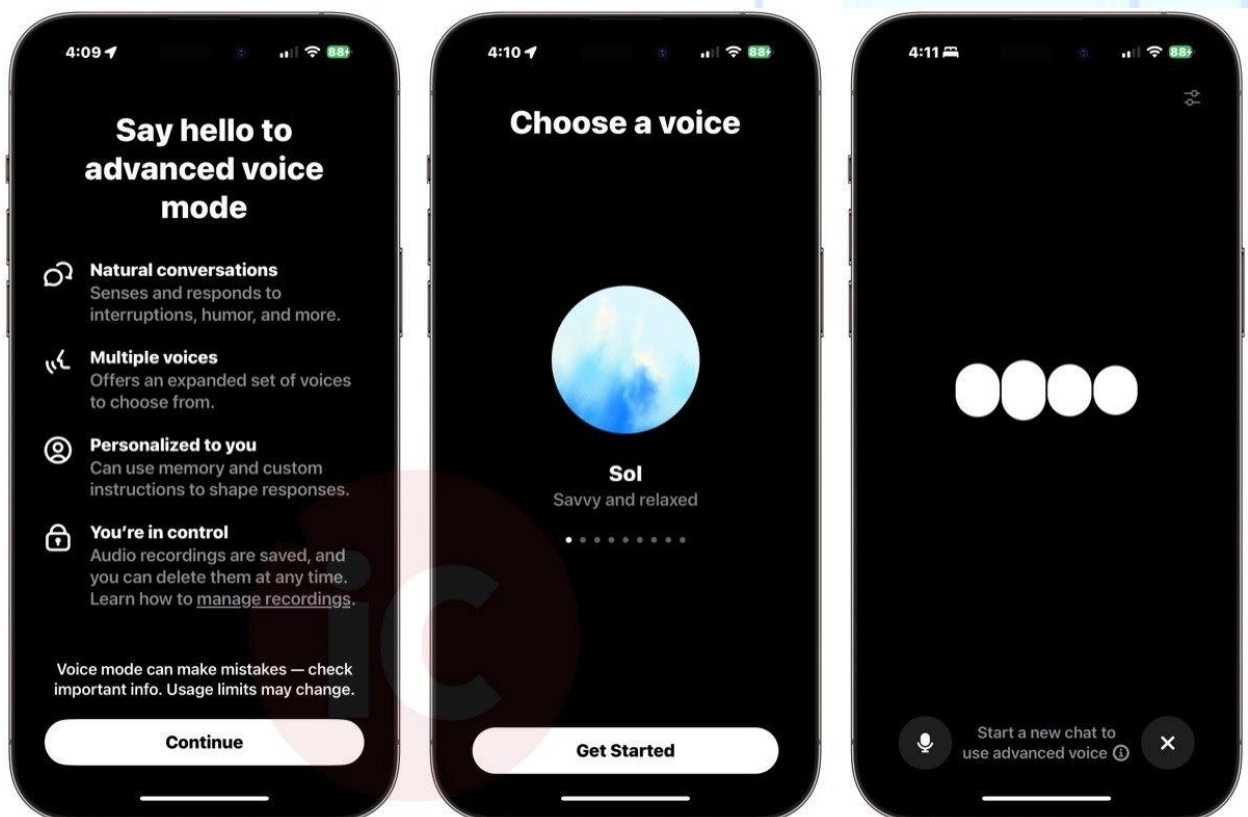 4:09
88
Say hello to
advanced voice
mode
Natural conversations
Senses and responds to
interruptions, humor, and more.
Multiple voices
Offers an expanded set of voices
to choose from.
Personalized to you
Can use memory and custom
instructions to shape responses.
You're in control
Audio recordings are saved, and
you can delete them at any time.
Learn how to manage recordings.
Voice mode can make mistakes — check
important info. Usage limits may change.
Continue
4:10
88
Choose a voice
Sol
Savvy and relaxed
Get Started
4:11
88
Start a new chat to
use advanced voice
iC